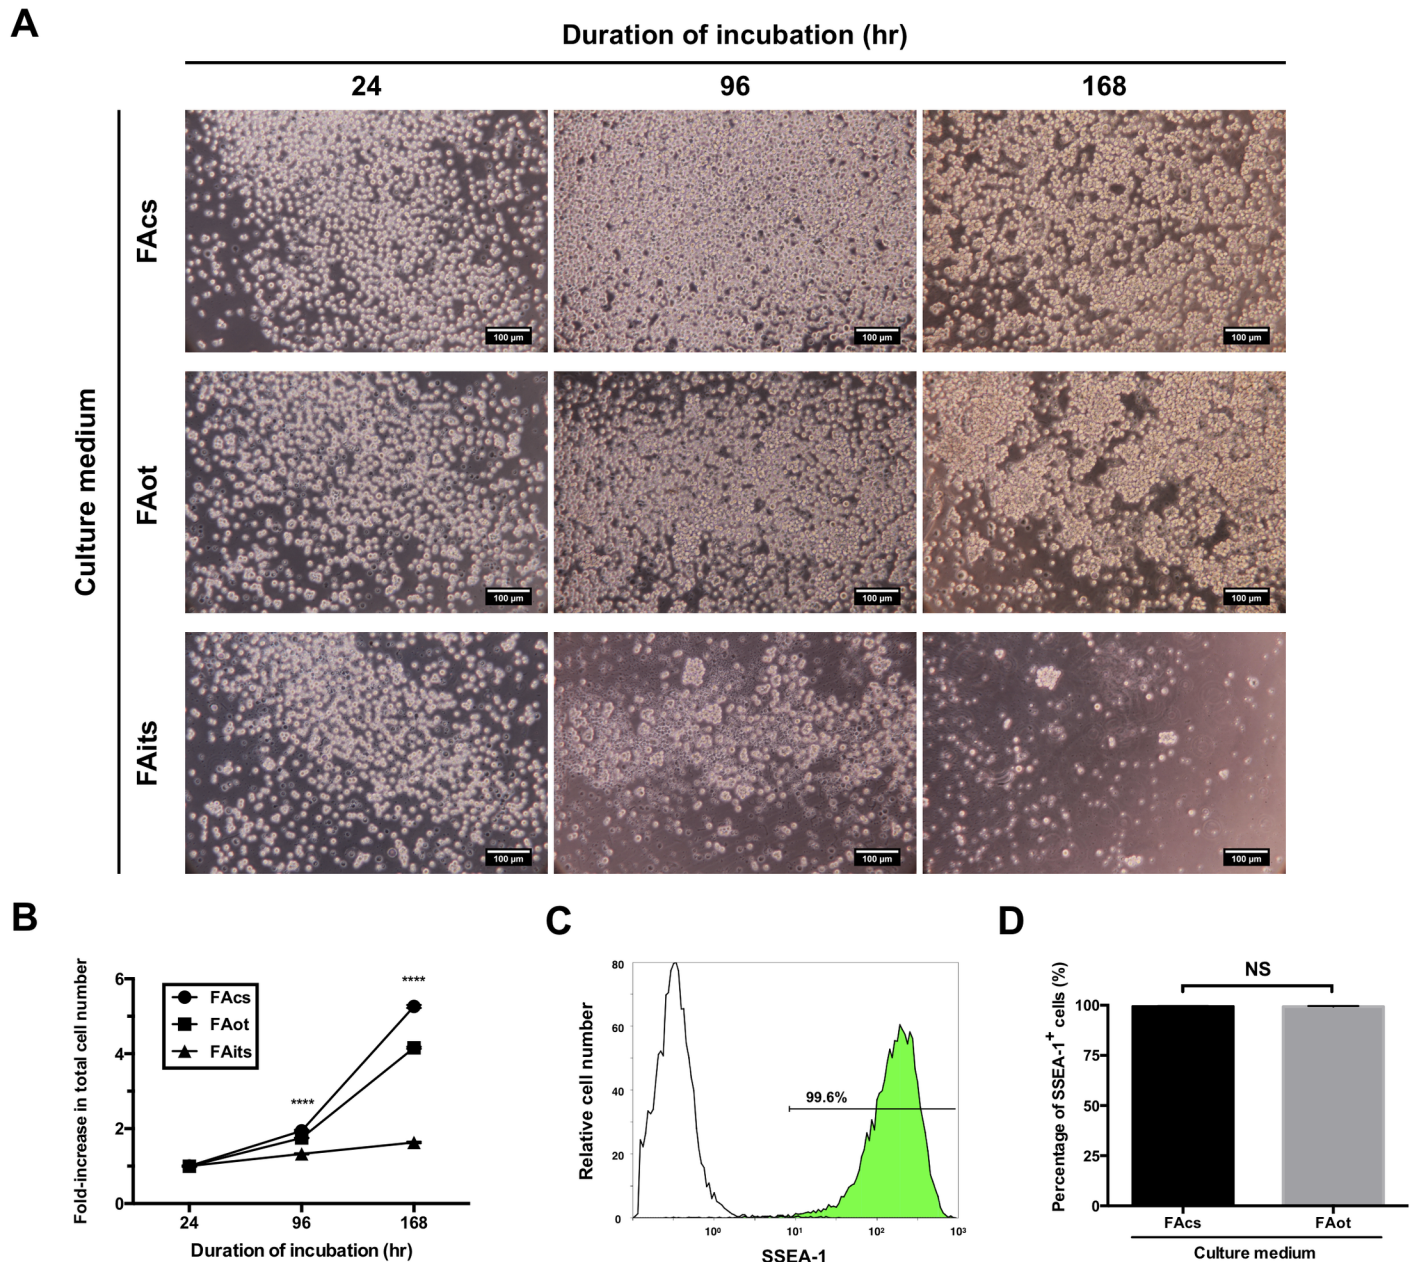 A
Duration of incubation (hr)
24 96 168
Culture medium
FAcs
100 µm 100 µm 100 µm
FAot
100 µm 100 µm 100 µm
FAits
100 µm 100 µm 100 µm
B
Fold-increase in total cell number
6
4
2
0
FAcs
FAot
FAits
****
****
24 96 168
Duration of incubation (hr)
C
Relative cell number
80
60
40
20
0
99.6%
10⁰ 10¹ 10² 10³
SSEA-1
D
Percentage of SSEA-1⁺ cells (%)
NS
100
75
50
25
0
FAcs FAot
Culture medium